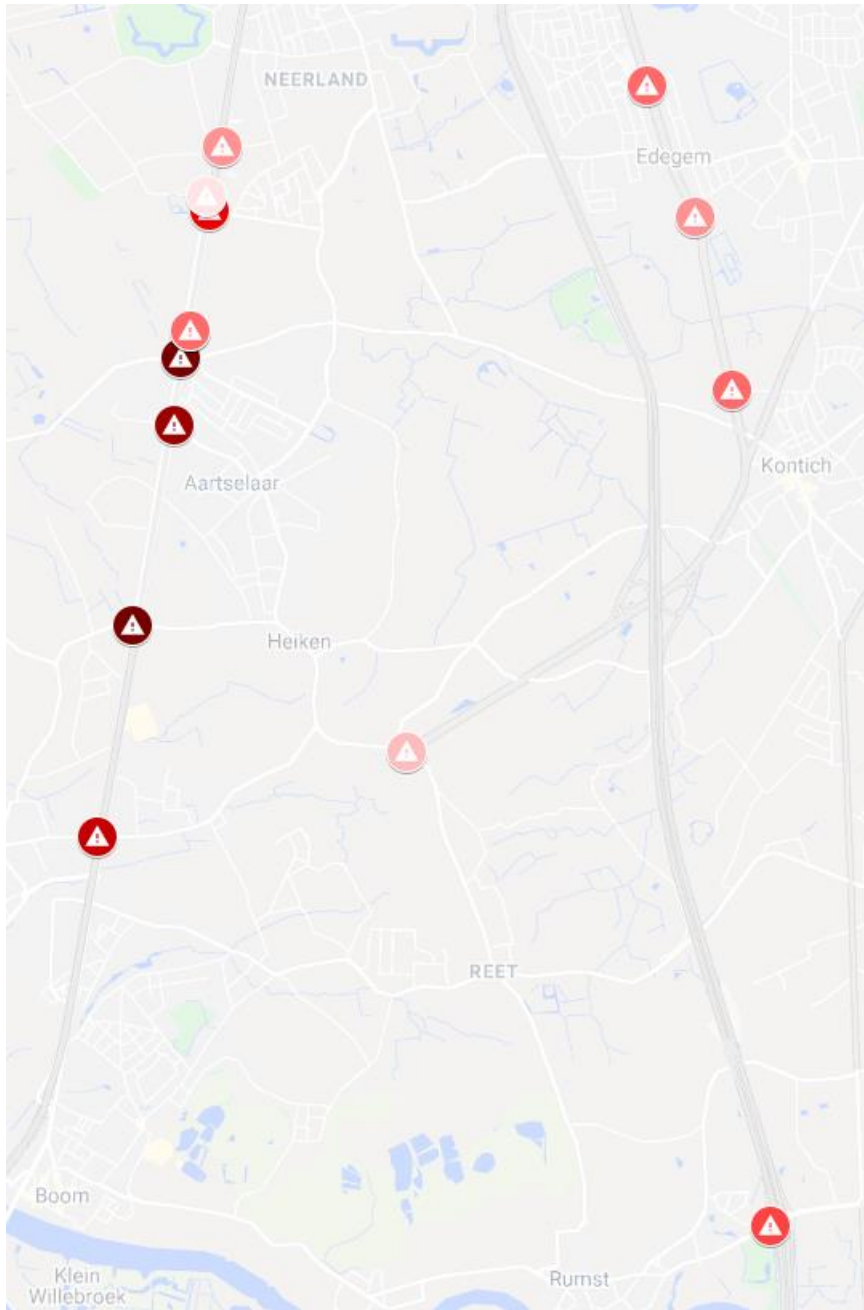 NEERLAND
Edegem
Kontich
Aartselaar
Heiken
REET
Boom
Rumst
Klein
Willebroek